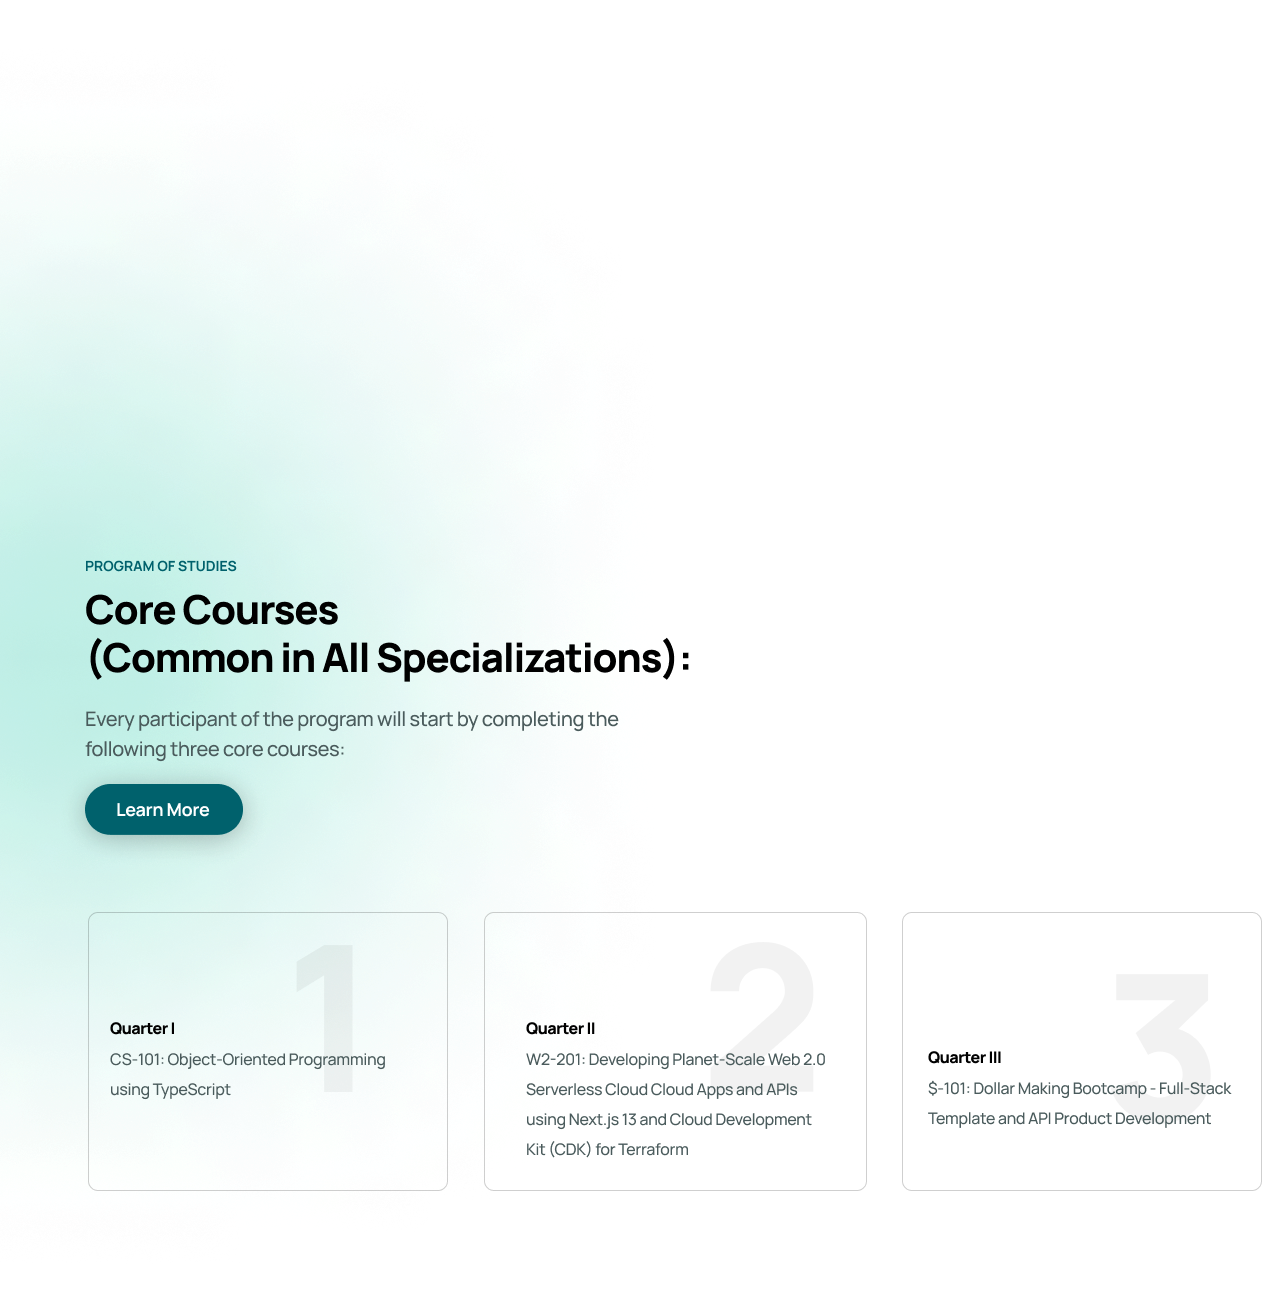 PROGRAM OF STUDIES
Core Courses
(Common in All Specializations):
Every participant of the program will start by completing the
following three core courses:
Learn More
1
Quarter I
CS-101: Object-Oriented Programming
using TypeScript
2
Quarter II
W2-201: Developing Planet-Scale Web 2.0
Serverless Cloud Cloud Apps and APIs
using Next.js 13 and Cloud Development
Kit (CDK) for Terraform
3
Quarter III
$-101: Dollar Making Bootcamp - Full-Stack
Template and API Product Development